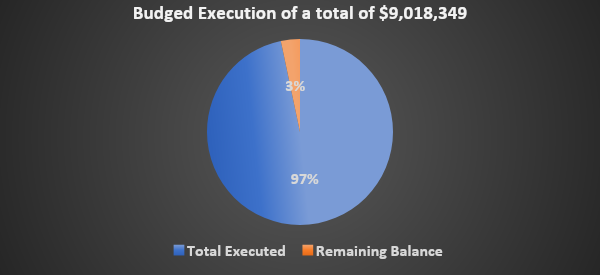 Budged Execution of a total of $9,018,349
3%
97%
Total Executed Remaining Balance